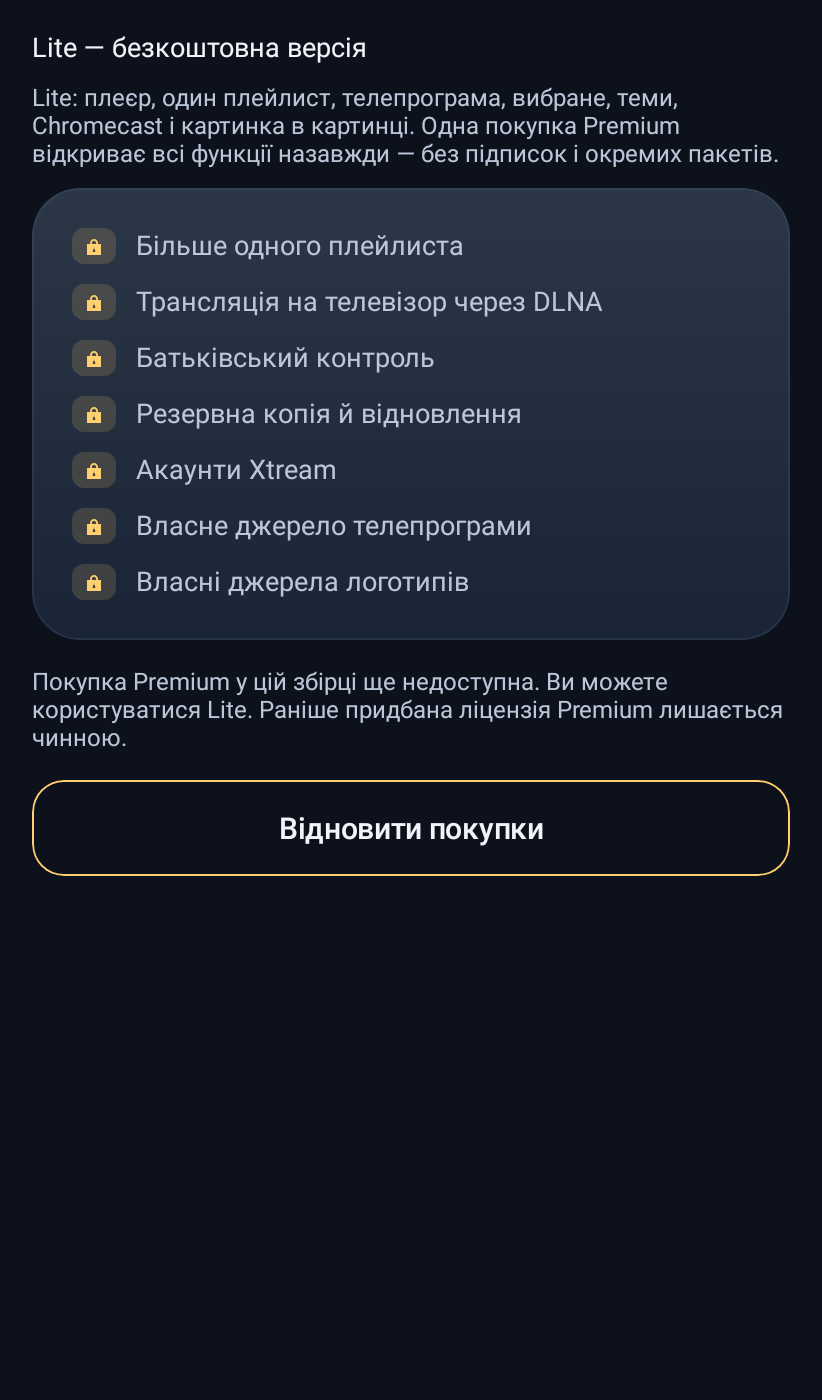 Lite — безкоштовна версія
Lite: плеєр, один плейлист, телепрограма, вибране, теми,
Chromecast і картинка в картинці. Одна покупка Premium
відкриває всі функції назавжди — без підписок і окремих пакетів.
Більше одного плейлиста
Трансляція на телевізор через DLNA
Батьківський контроль
Резервна копія й відновлення
Акаунти Xtream
Власне джерело телепрограми
Власні джерела логотипів
Покупка Premium у цій збірці ще недоступна. Ви можете
користуватися Lite. Раніше придбана ліцензія Premium лишається
чинною.
Відновити покупки